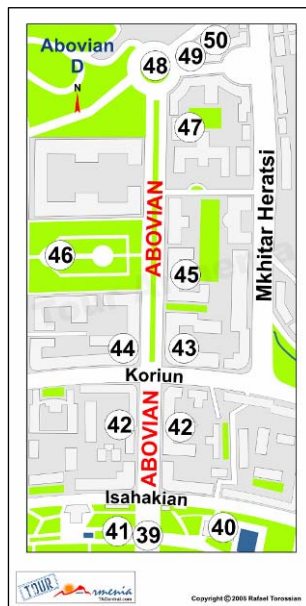 Abovian
D
N
50
49
48
47
ABOVIAN
Mkhitar Heratsi
46
45
44
43
Koriun
42
42
ABOVIAN
Isahakian
41
39
40
TOUR
Armenia
Copyright © 2005 Rafael Torossian